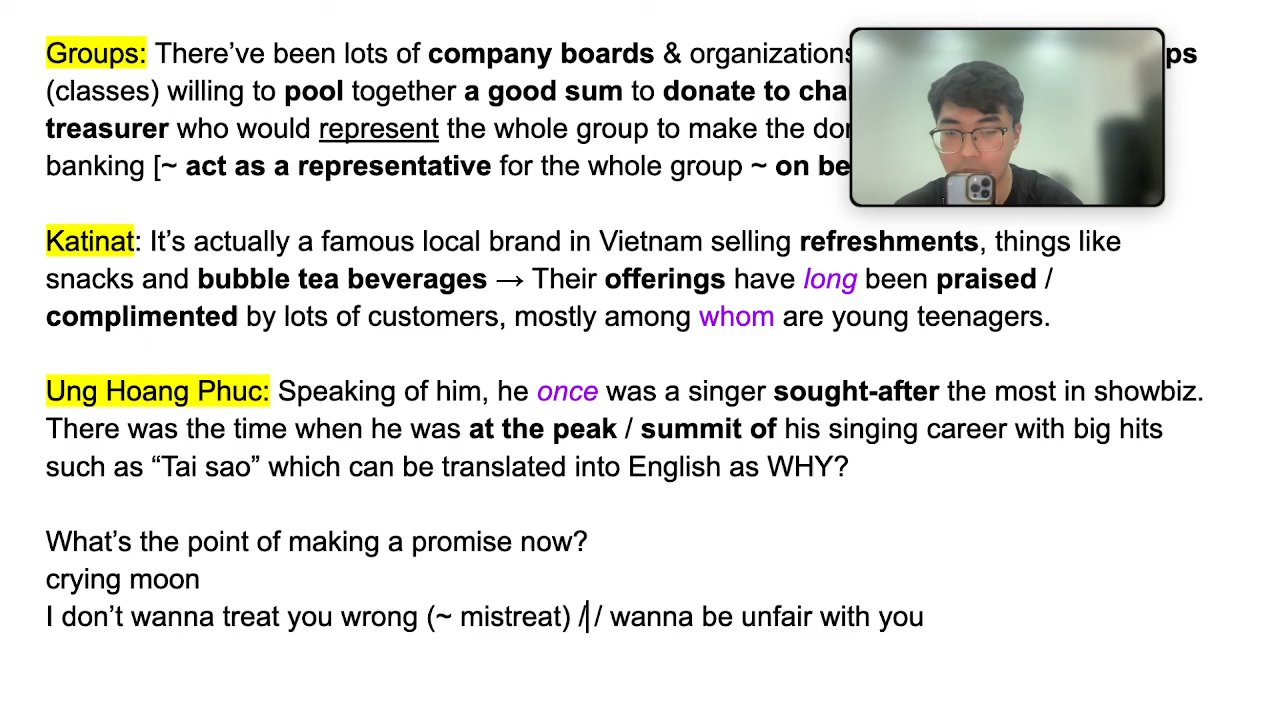 Groups: There’ve been lots of company boards & organizations ps
(classes) willing to pool together a good sum to donate to
treasurer who would represent the whole group to make the
banking [~ act as a representative for the whole group ~ on
Katinat: It’s actually a famous local brand in Vietnam selling refreshments, things like
snacks and bubble tea beverages → Their offerings have long been praised /
complimented by lots of customers, mostly among whom are young teenagers.
Ung Hoang Phuc: Speaking of him, he once was a singer sought-after the most in showbiz.
There was the time when he was at the peak / summit of his singing career with big hits
such as “Tai sao” which can be translated into English as WHY?
What’s the point of making a promise now?
crying moon
I don’t wanna treat you wrong (~ mistreat) // wanna be unfair with you